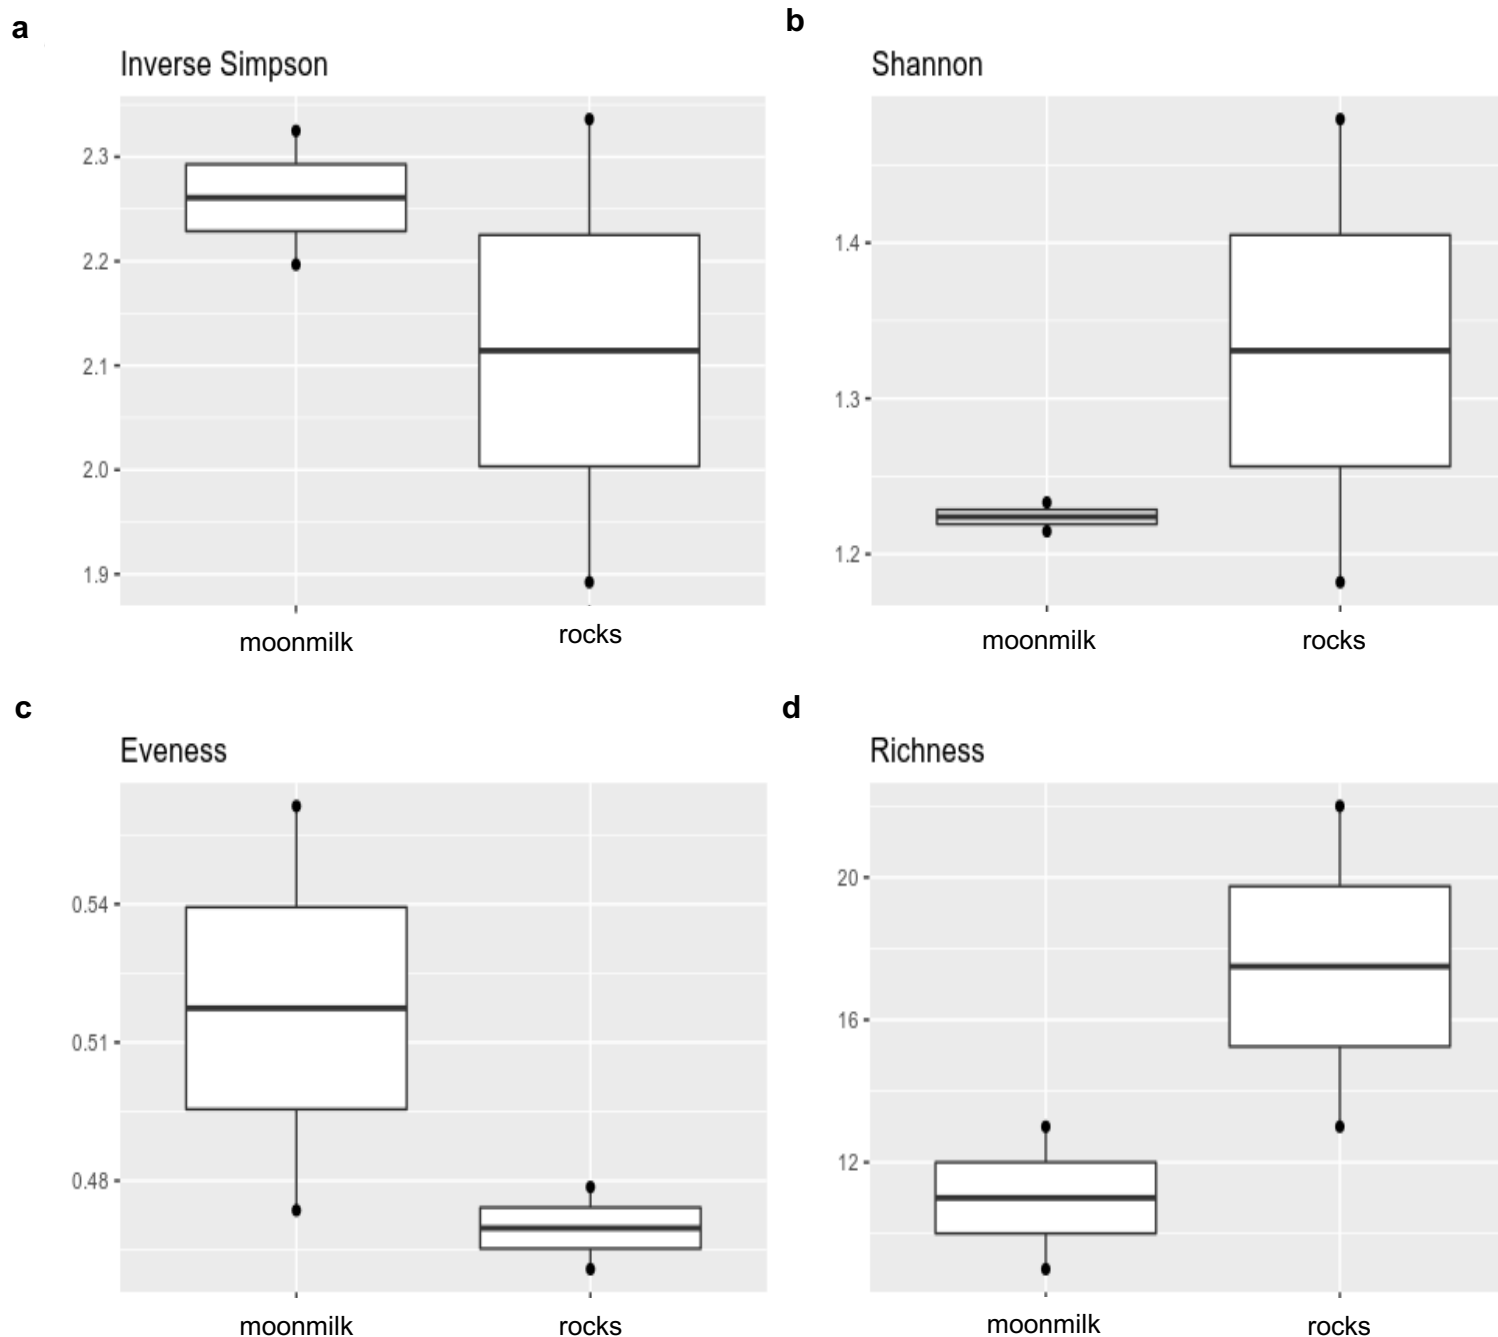 a
Inverse Simpson
2.3
2.2
2.1
2.0
1.9
moonmilk
rocks
b
Shannon
1.4
1.3
1.2
moonmilk
rocks
c
Eveness
0.54
0.51
0.48
moonmilk
rocks
d
Richness
20
16
12
moonmilk
rocks